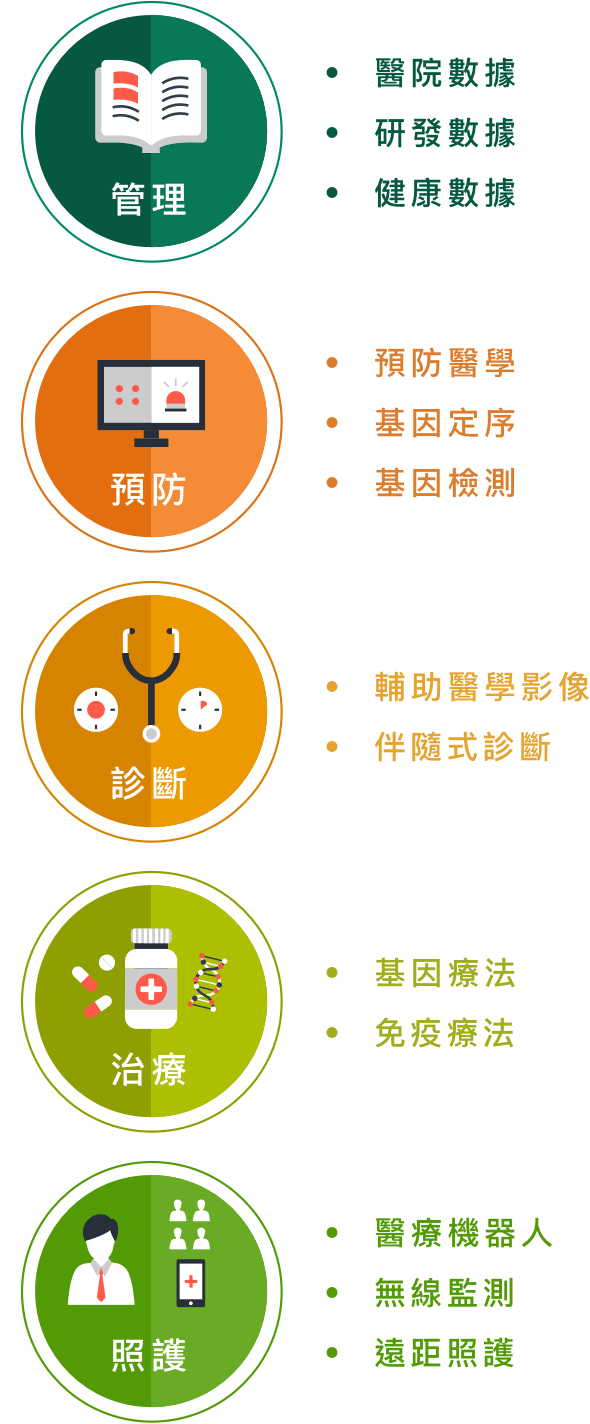 管理
醫院數據
研發數據
健康數據
預防
預防醫學
基因定序
基因檢測
診斷
輔助醫學影像
伴隨式診斷
治療
基因療法
免疫療法
照護
醫療機器人
無線監測
遠距照護